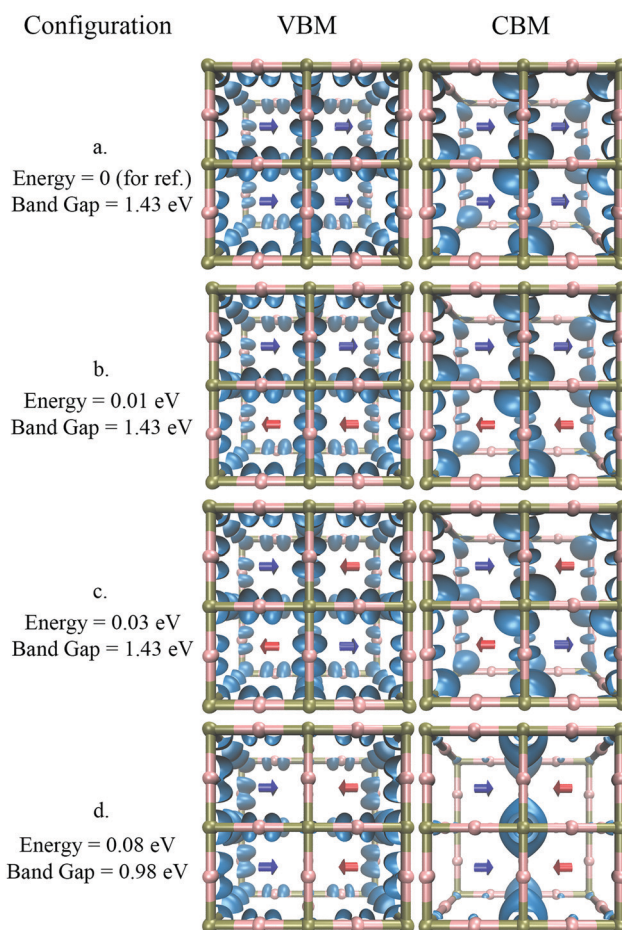 Configuration VBM CBM
a.
Energy = 0 (for ref.)
Band Gap = 1.43 eV
b.
Energy = 0.01 eV
Band Gap = 1.43 eV
c.
Energy = 0.03 eV
Band Gap = 1.43 eV
d.
Energy = 0.08 eV
Band Gap = 0.98 eV